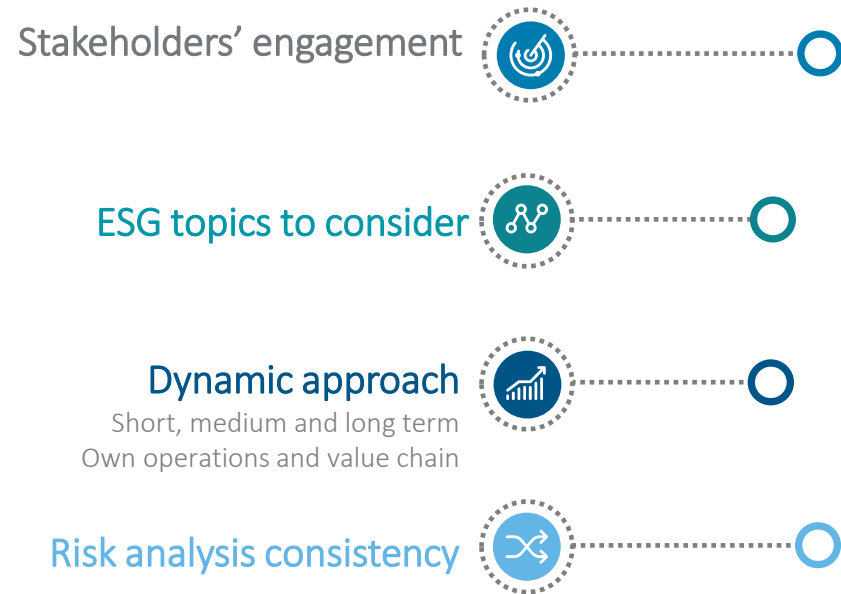 Stakeholders’ engagement
ESG topics to consider
Dynamic approach
Short, medium and long term
Own operations and value chain
Risk analysis consistency